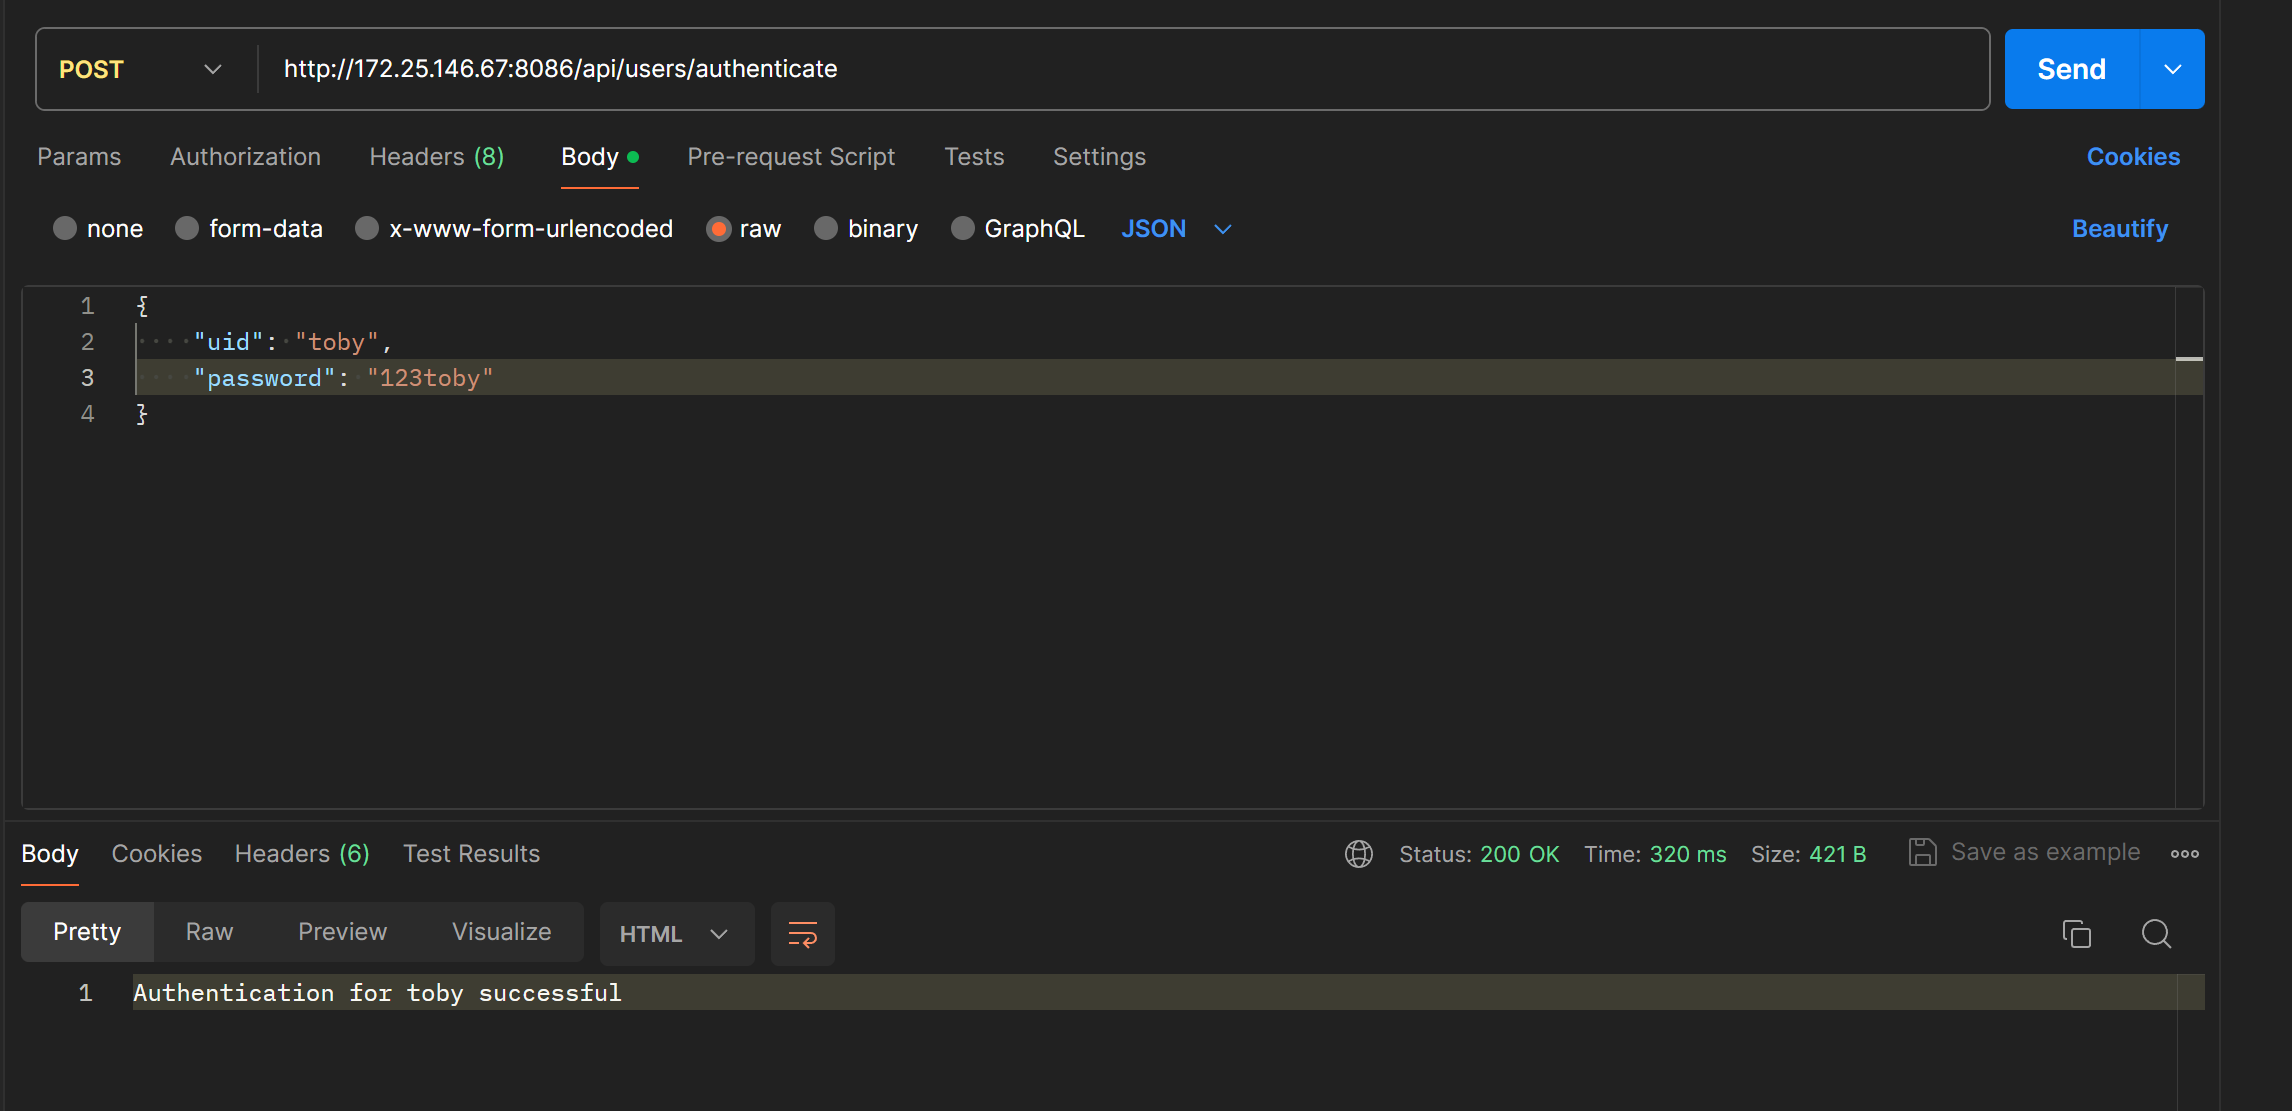 POST http://172.25.146.67:8086/api/users/authenticate Send
Params Authorization Headers (8) Body Pre-request Script Tests Settings Cookies
none form-data x-www-form-urlencoded raw binary GraphQL JSON Beautify
1 {
2 "uid": "toby",
3 "password": "123toby"
4 }
Body Cookies Headers (6) Test Results Status: 200 OK Time: 320 ms Size: 421 B Save as example
Pretty Raw Preview Visualize HTML
1 Authentication for toby successful